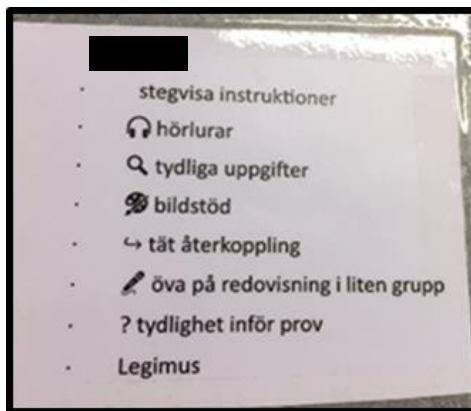 stegvisa instruktioner
hörlurar
tydliga uppgifter
bildstöd
tät återkoppling
öva på redovisning i liten grupp
? tydlighet inför prov
Legimus